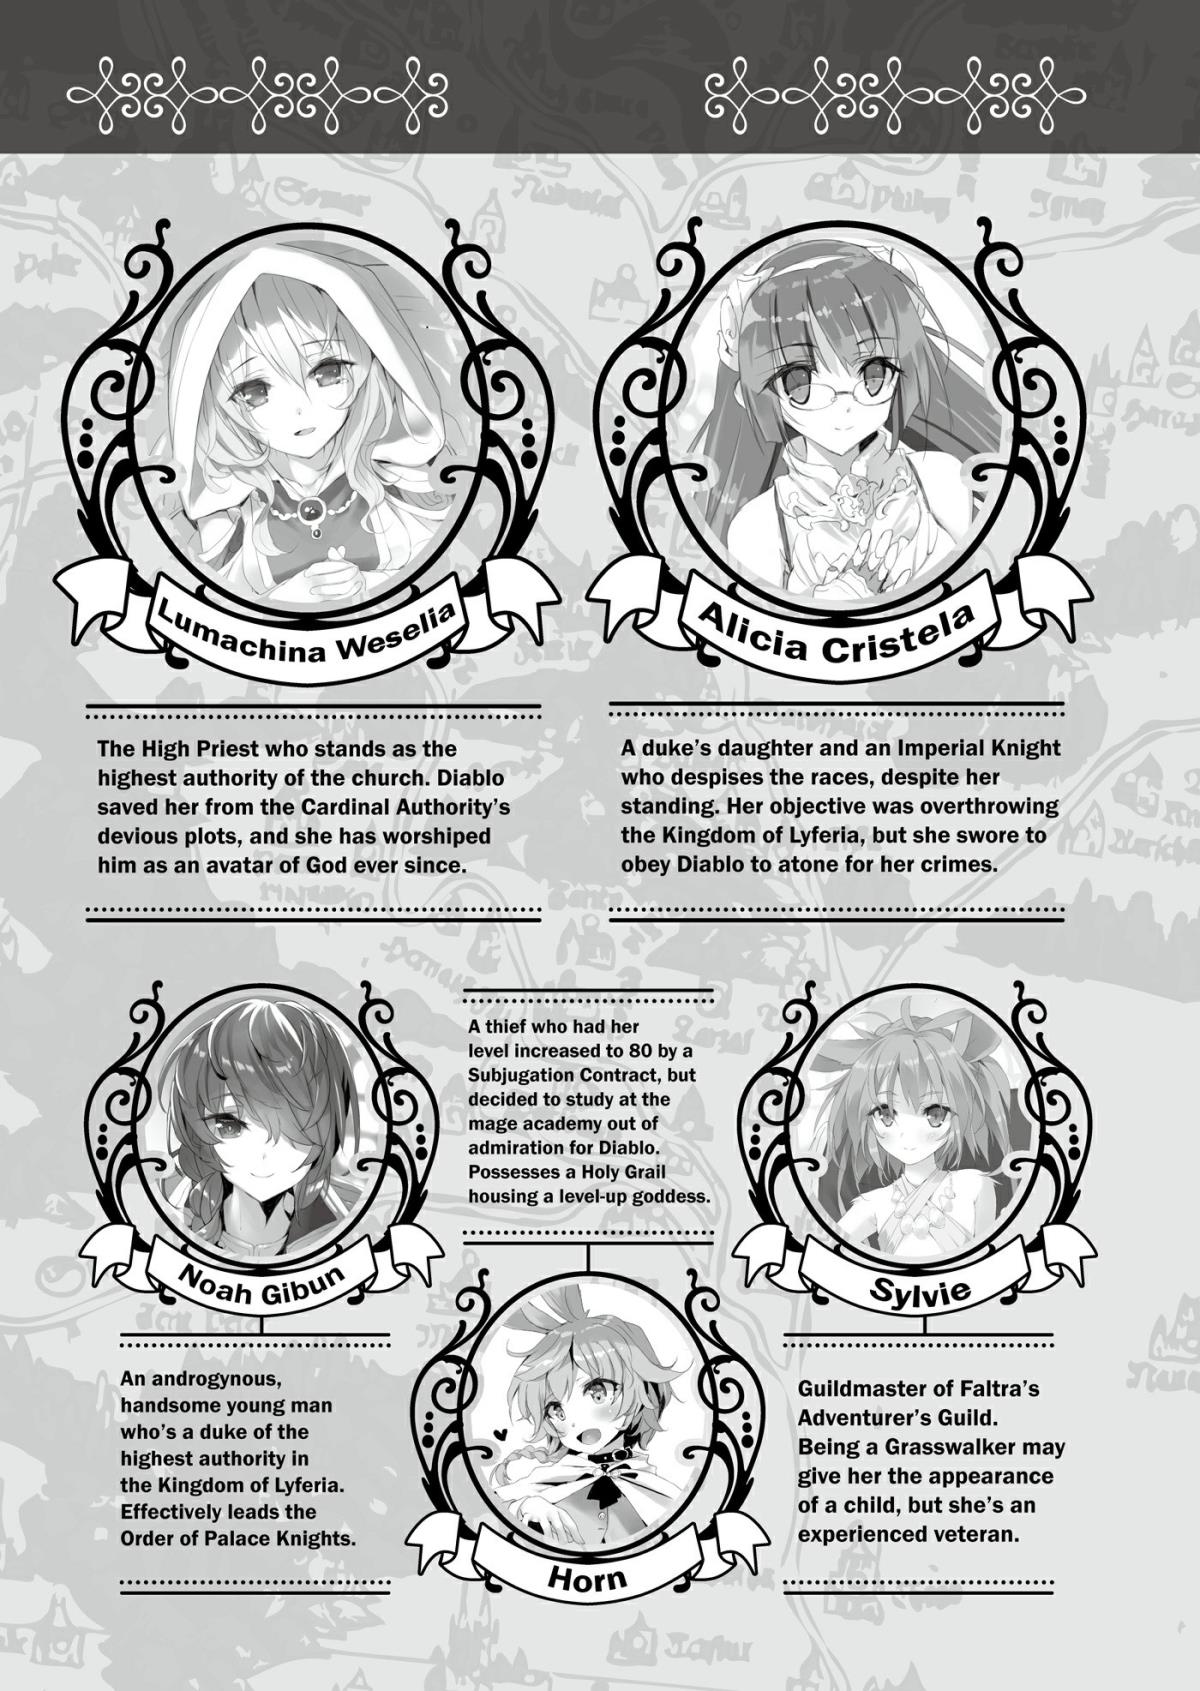 Lumachina Weselia
The High Priest who stands as the
highest authority of the church. Diablo
saved her from the Cardinal Authority's
devious plots, and she has worshiped
him as an avatar of God ever since.
Alicia Cristela
A duke's daughter and an Imperial Knight
who despises the races, despite her
standing. Her objective was overthrowing
the Kingdom of Lyferia, but she swore to
obey Diablo to atone for her crimes.
Noah Gibun
An androgynous,
handsome young man
who's a duke of the
highest authority in
the Kingdom of Lyferia.
Effectively leads the
Order of Palace Knights.
A thief who had her
level increased to 80 by a
Subjugation Contract, but
decided to study at the
mage academy out of
admiration for Diablo.
Possesses a Holy Grail
housing a level-up goddess.
Horn
Sylvie
Guildmaster of Faltra's
Adventurer's Guild.
Being a Grasswalker may
give her the appearance
of a child, but she's an
experienced veteran.